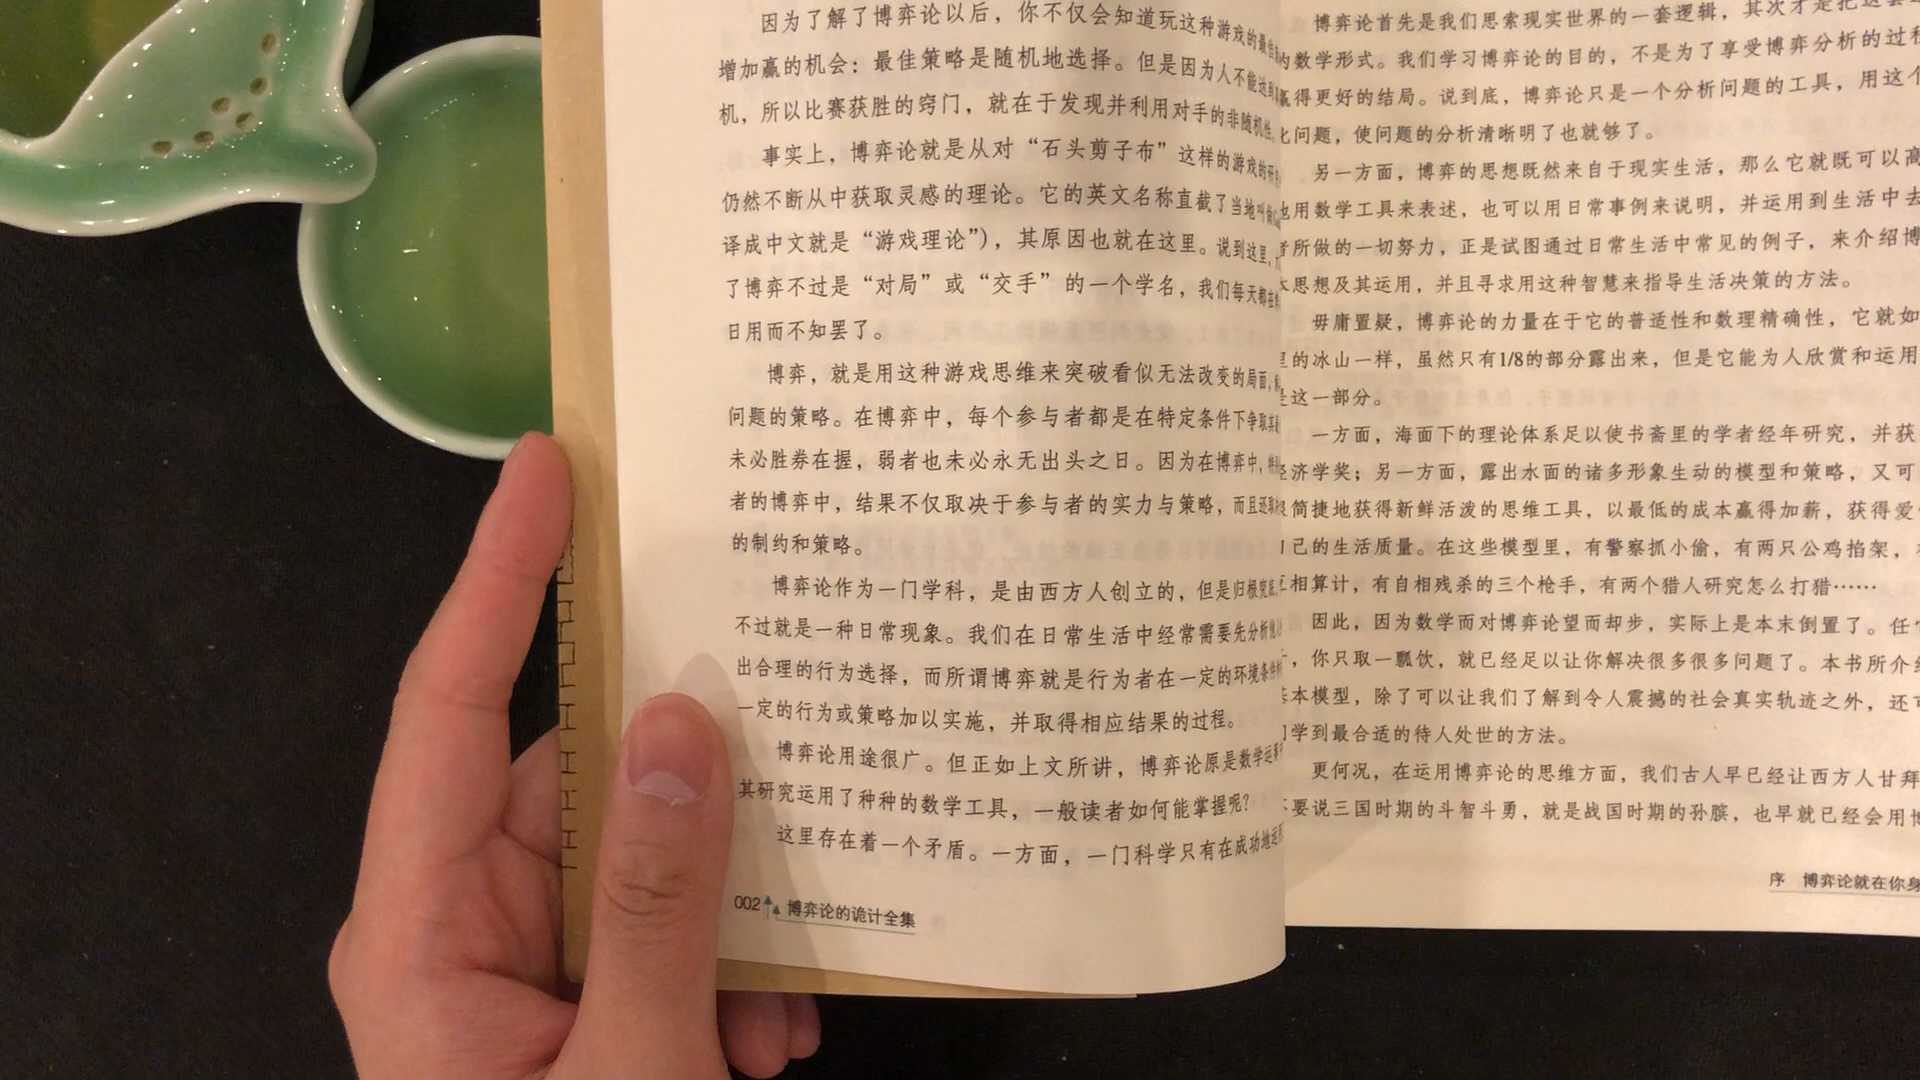 因为了解了博弈论以后，你不仅会知道玩这种游戏的最佳
增加赢的机会：最佳策略是随机地选择。但是因为人不能达到
机，所以比赛获胜的窍门，就在于发现并利用对手的非随机性
事实上，博弈论就是从对“石头剪子布”这样的游戏的研
仍然不断从中获取灵感的理论。它的英文名称直截了当地叫
译成中文就是“游戏理论”），其原因也就在这里。说到这里，
了博弈不过是“对局”或“交手”的一个学名，我们每天都在
日用而不知罢了。
博弈，就是用这种游戏思维来突破看似无法改变的局面，
问题的策略。在博弈中，每个参与者都是在特定条件下争取其
未必胜券在握，弱者也未必永无出头之日。因为在博弈中，特
者的博弈中，结果不仅取决于参与者的实力与策略，而且还取
的制约和策略。
博弈论作为一门学科，是由西方人创立的，但是归根究底，
不过就是一种日常现象。我们在日常生活中经常需要先分析他人
出合理的行为选择，而所谓博弈就是行为者在一定的环境条件
一定的行为或策略加以实施，并取得相应结果的过程。
博弈论用途很广。但正如上文所讲，博弈论原是数学运
其研究运用了种种的数学工具，一般读者如何能掌握呢？
这里存在着一个矛盾。一方面，一门科学只有在成功地运
002 博弈论的诡计全集
博弈论首先是我们思索现实世界的一套逻辑，其次才是把这套
数学形式。我们学习博弈论的目的，不是为了享受博弈分析的过
赢得更好的结局。说到底，博弈论只是一个分析问题的工具，用这个
化问题，使问题的分析清晰明了也就够了。
另一方面，博弈的思想既然来自于现实生活，那么它就既可以高
也用数学工具来表述，也可以用日常事例来说明，并运用到生活中去
所做的一切努力，正是试图通过日常生活中常见的例子，来介绍博
本思想及其运用，并且寻求用这种智慧来指导生活决策的方法。
毋庸置疑，博弈论的力量在于它的普适性和数理精确性，它就如
里的冰山一样，虽然只有1/8的部分露出来，但是它能为人欣赏和运用
是这一部分。
一方面，海面下的理论体系足以使书斋里的学者经年研究，并获
经济学奖；另一方面，露出水面的诸多形象生动的模型和策略，又可
简捷地获得新鲜活泼的思维工具，以最低的成本赢得加薪，获得爱
己的生活质量。在这些模型里，有警察抓小偷，有两只公鸡掐架，
互相算计，有自相残杀的三个枪手，有两个猎人研究怎么打猎……
因此，因为数学而对博弈论望而却步，实际上是本末倒置了。任
，你只取一瓢饮，就已经足以让你解决很多很多问题了。本书所介
基本模型，除了可以让我们了解到令人震撼的社会真实轨迹之外，还
学到最合适的待人处世的方法。
更何况，在运用博弈论的思维方面，我们古人早已经让西方人甘拜
要说三国时期的斗智斗勇，就是战国时期的孙膑，也早就已经会用
序 博弈论就在你身